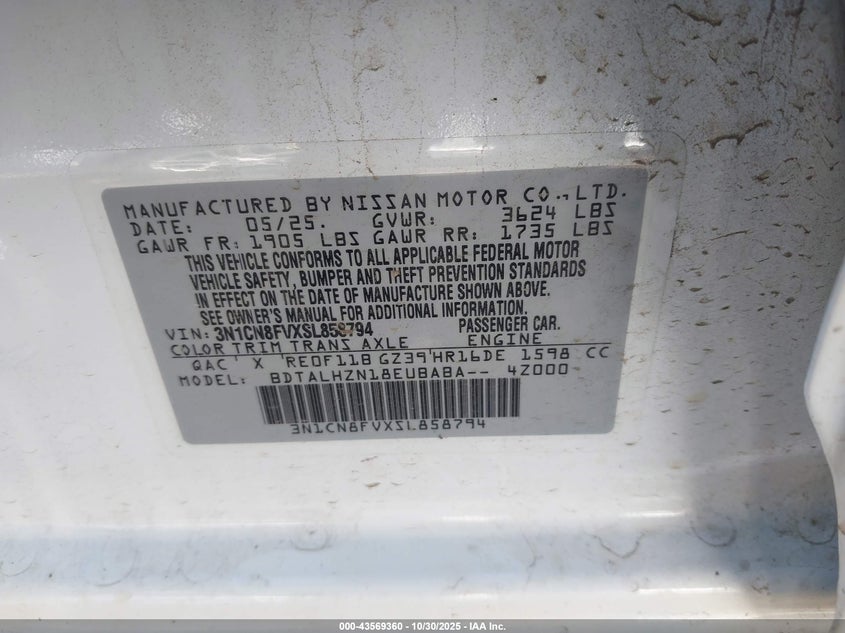 MANUFACTURED BY NISSAN MOTOR CO.,LTD.
DATE: 05/25. GVWR: 3624 LBS
GAWR FR: 1905 LBS GAWR RR: 1735 LBS
THIS VEHICLE CONFORMS TO ALL APPLICABLE FEDERAL MOTOR
VEHICLE SAFETY, BUMPER AND THEFT PREVENTION STANDARDS
IN EFFECT ON THE DATE OF MANUFACTURE SHOWN ABOVE.
SEE OWNER'S MANUAL FOR ADDITIONAL INFORMATION
VIN: 3N1CN8FVXSL858794 PASSENGER CAR.
COLOR TRIM TRANS AXLE ENGINE
QAC' X 'RE0F11B GZ39'HR16DE 1598 CC
MODEL: BDTALHZN18EUBABA-- 4Z000
3N1CN8FVXSL858794
000-43569360 - 10/30/2025 - IAA Inc.